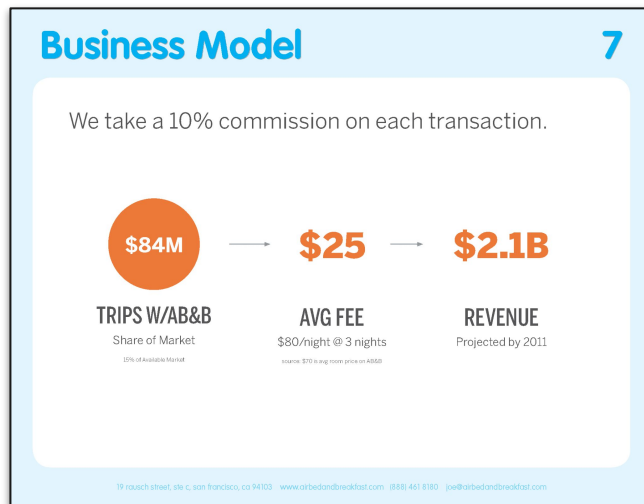 Business Model 7
We take a 10% commission on each transaction.
$84M $25 $2.1B
TRIPS W/AB&B AVG FEE REVENUE
Share of Market $80/night @ 3 nights Projected by 2011
15% of Available Market source: $70 is avg room price on AB&B
19 rausch street, ste c, san francisco, ca 94103 www.airbedandbreakfast.com (888) 461 8180 joe@airbedandbreakfast.com